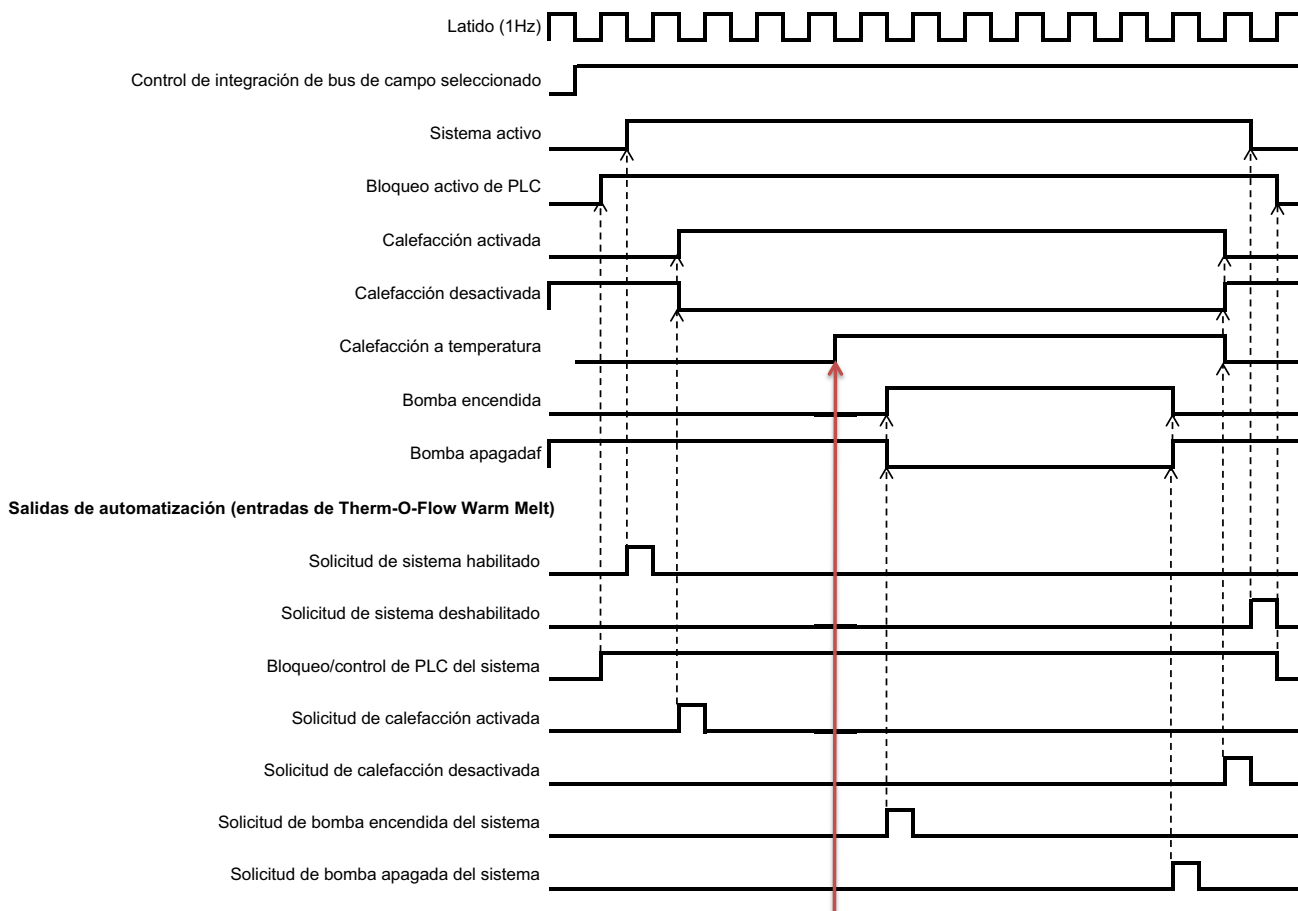 Latido (1Hz)
Control de integración de bus de campo seleccionado
Sistema activo
Bloqueo activo de PLC
Calefacción activada
Calefacción desactivada
Calefacción a temperatura
Bomba encendida
Bomba apagadaf
Salidas de automatización (entradas de Therm-O-Flow Warm Melt)
Solicitud de sistema habilitado
Solicitud de sistema deshabilitado
Bloqueo/control de PLC del sistema
Solicitud de calefacción activada
Solicitud de calefacción desactivada
Solicitud de bomba encendida del sistema
Solicitud de bomba apagada del sistema